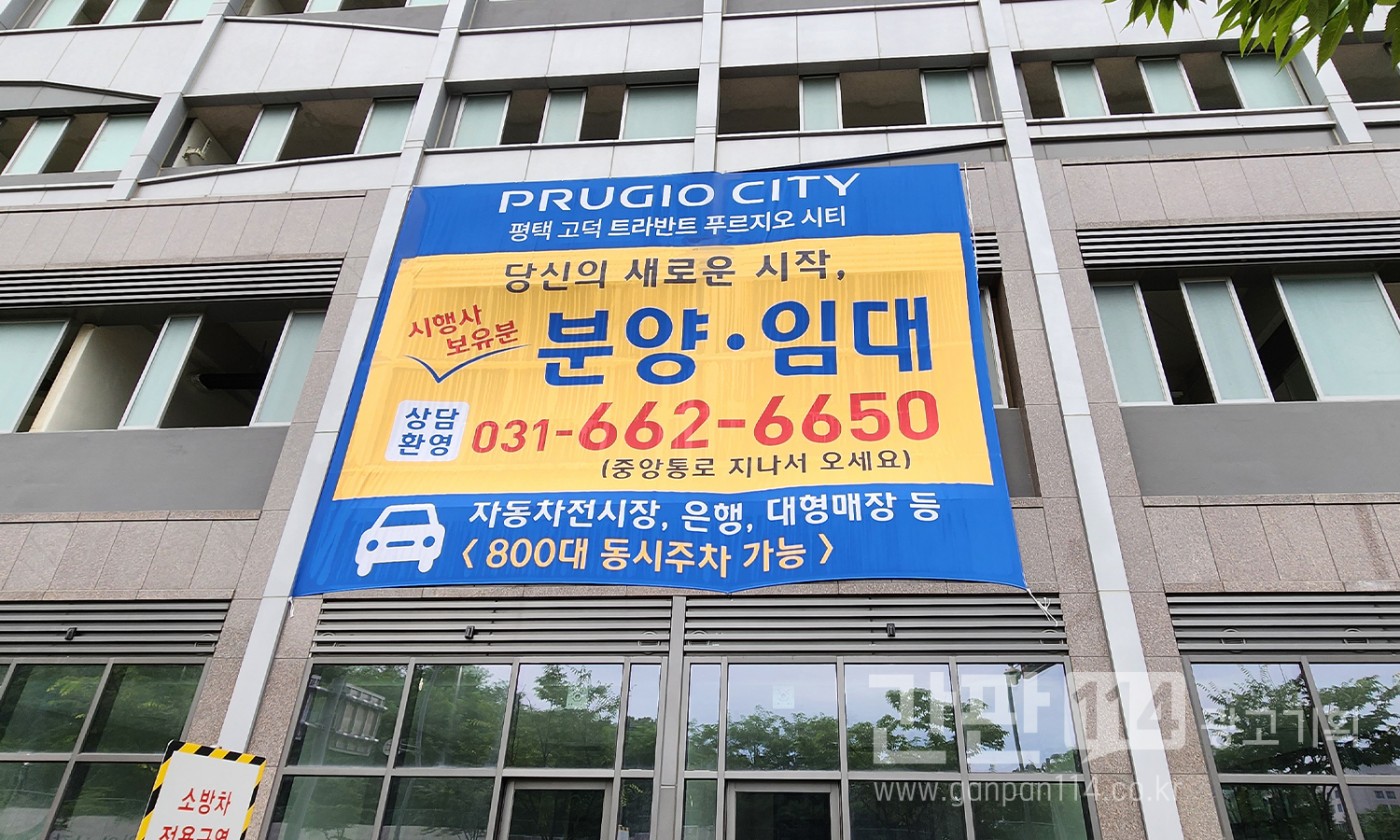 PRUGIO CITY
평택 고덕 트라반트 푸르지오 시티
당신의 새로운 시작,
시행사
보유분
분양·임대
상담
환영
031-662-6650
(중앙통로 지나서 오세요)
자동차전시장, 은행, 대형매장 등
< 800대 동시주차 가능 >
간판114 광고기획
www.ganpan114.co.kr
소방차
전용구역